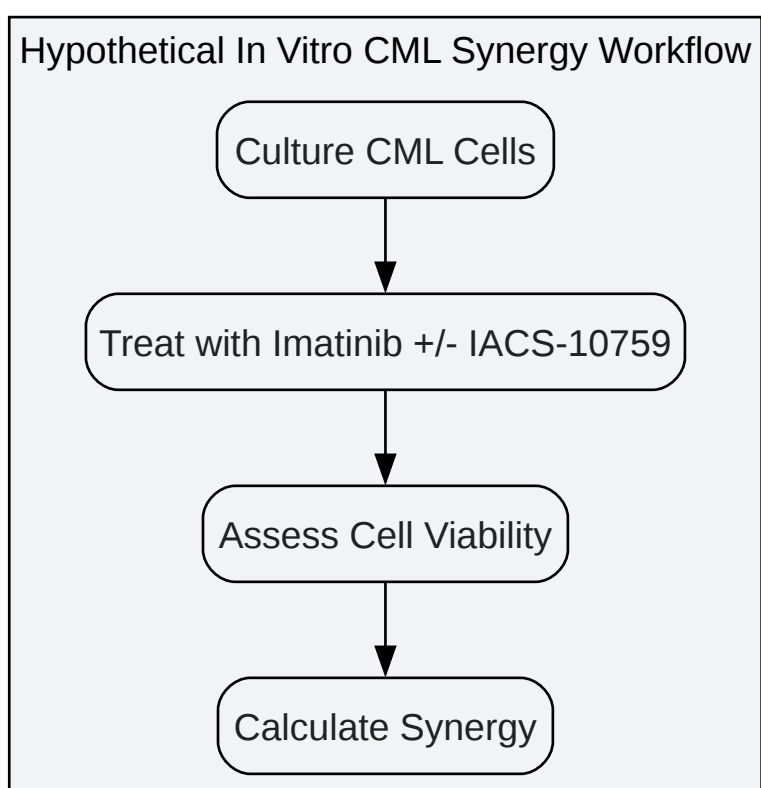 Hypothetical In Vitro CML Synergy Workflow
Culture CML Cells
Treat with Imatinib +/- IACS-10759
Assess Cell Viability
Calculate Synergy